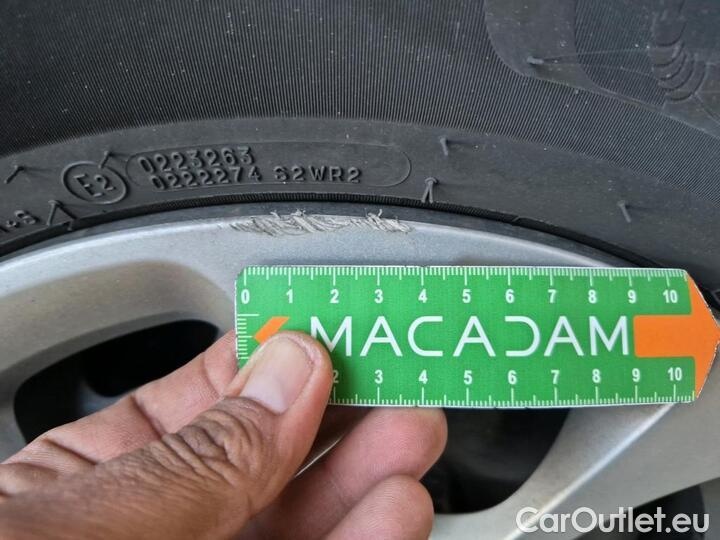 E2
0223263
0222274 S2WR2
+S
0 1 2 3 4 5 6 7 8 9 10
MACADAM
2 3 4 5 6 7 8 9 10
CarOutlet.eu